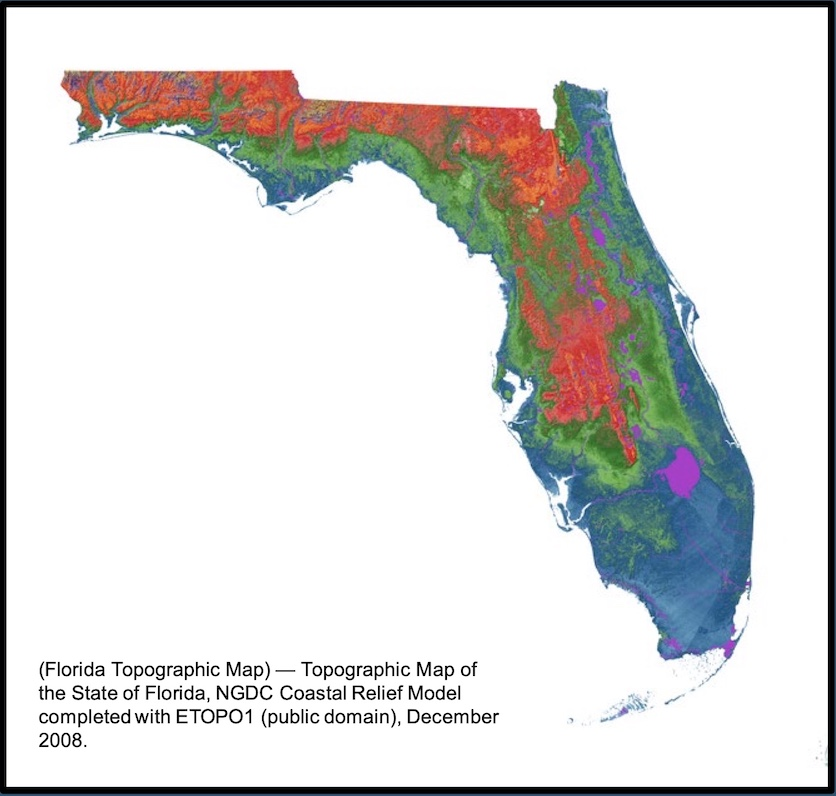 (Florida Topographic Map) — Topographic Map of
the State of Florida, NGDC Coastal Relief Model
completed with ETOPO1 (public domain), December
2008.